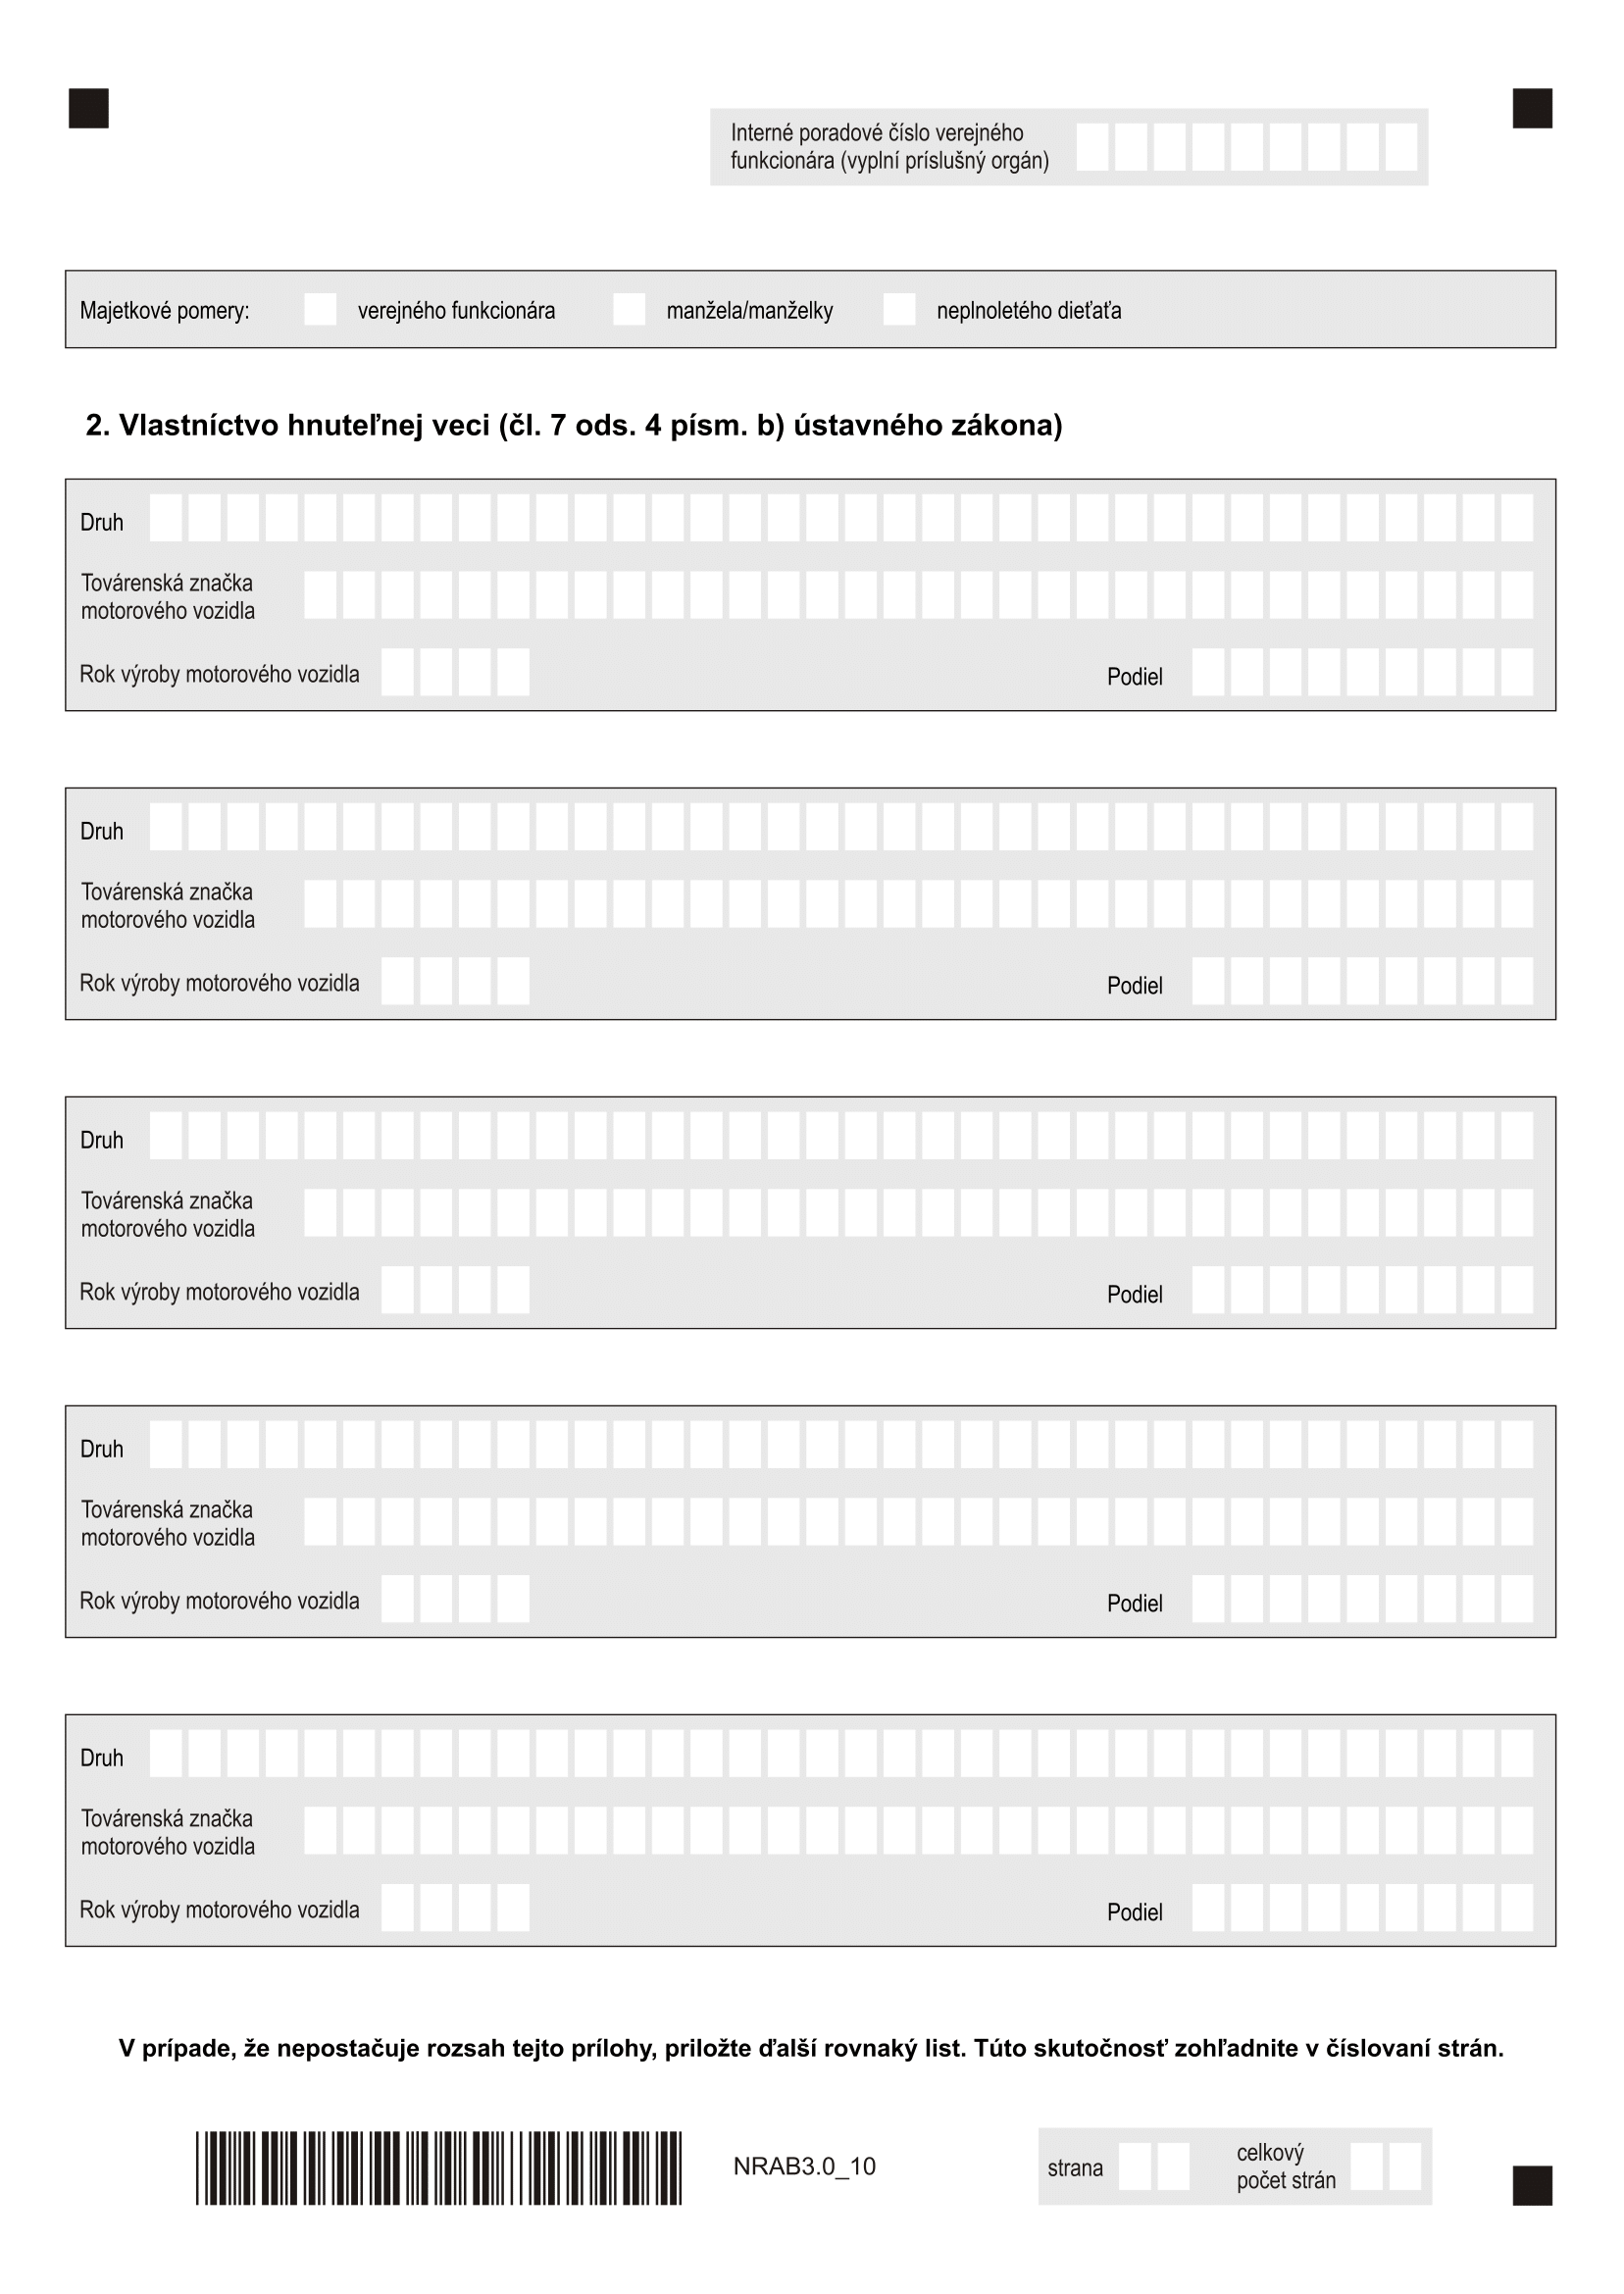 Interné poradové číslo verejného
funkcionára (vyplní príslušný orgán)
Majetkové pomery: verejného funkcionára manžela/manželky neplnoletého dieťaťa
2. Vlastníctvo hnuteľnej veci (čl. 7 ods. 4 písm. b) ústavného zákona)
Druh
Továrenská značka
motorového vozidla
Rok výroby motorového vozidla Podiel
Druh
Továrenská značka
motorového vozidla
Rok výroby motorového vozidla Podiel
Druh
Továrenská značka
motorového vozidla
Rok výroby motorového vozidla Podiel
Druh
Továrenská značka
motorového vozidla
Rok výroby motorového vozidla Podiel
Druh
Továrenská značka
motorového vozidla
Rok výroby motorového vozidla Podiel
V prípade, že nepostačuje rozsah tejto prílohy, priložte ďalší rovnaký list. Túto skutočnosť zohľadnite v číslovaní strán.
NRAB3.0_10
strana
celkový
počet strán